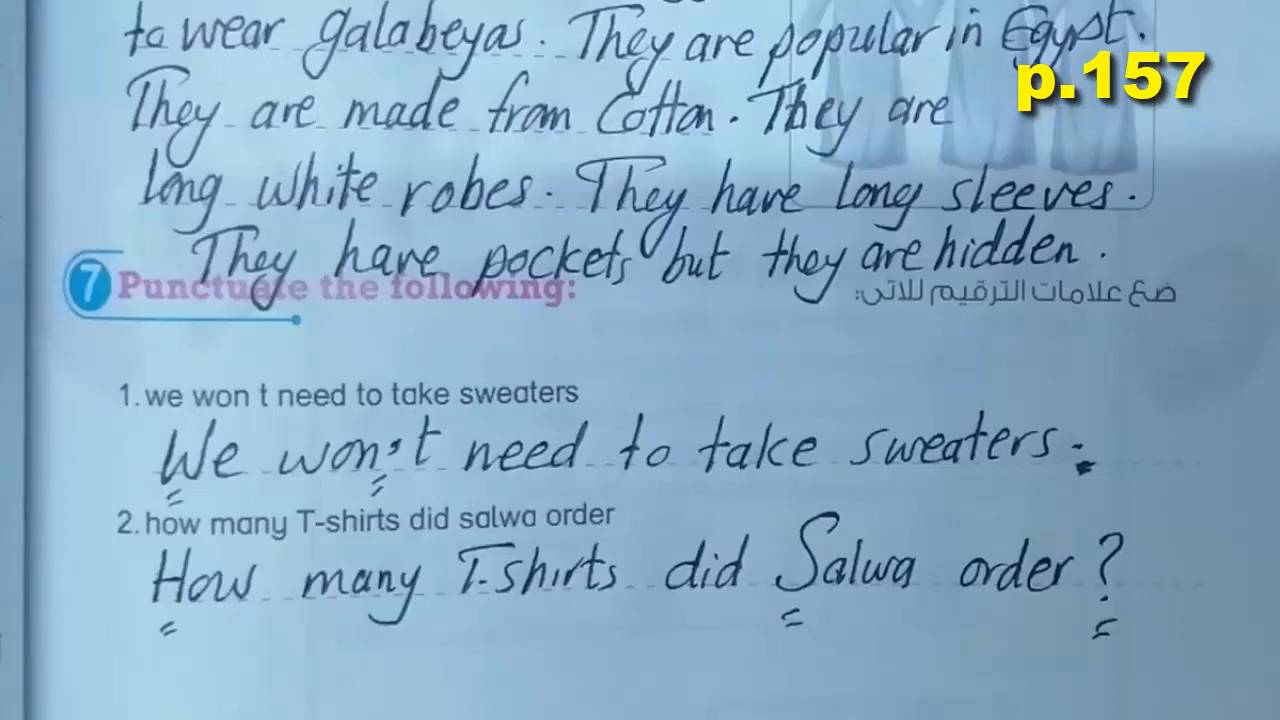 to wear galabeyas. They are popular in Egypt.
p.157
They are made from Cotton. They are
long white robes. They have long sleeves.
They have pockets but they are hidden.
7 Punctuate the following:
ضع علامات الترقيم للآتي:
1. we won t need to take sweaters
We won't need to take sweaters.
2. how many T-shirts did salwa order
How many T-shirts did Salwa order?